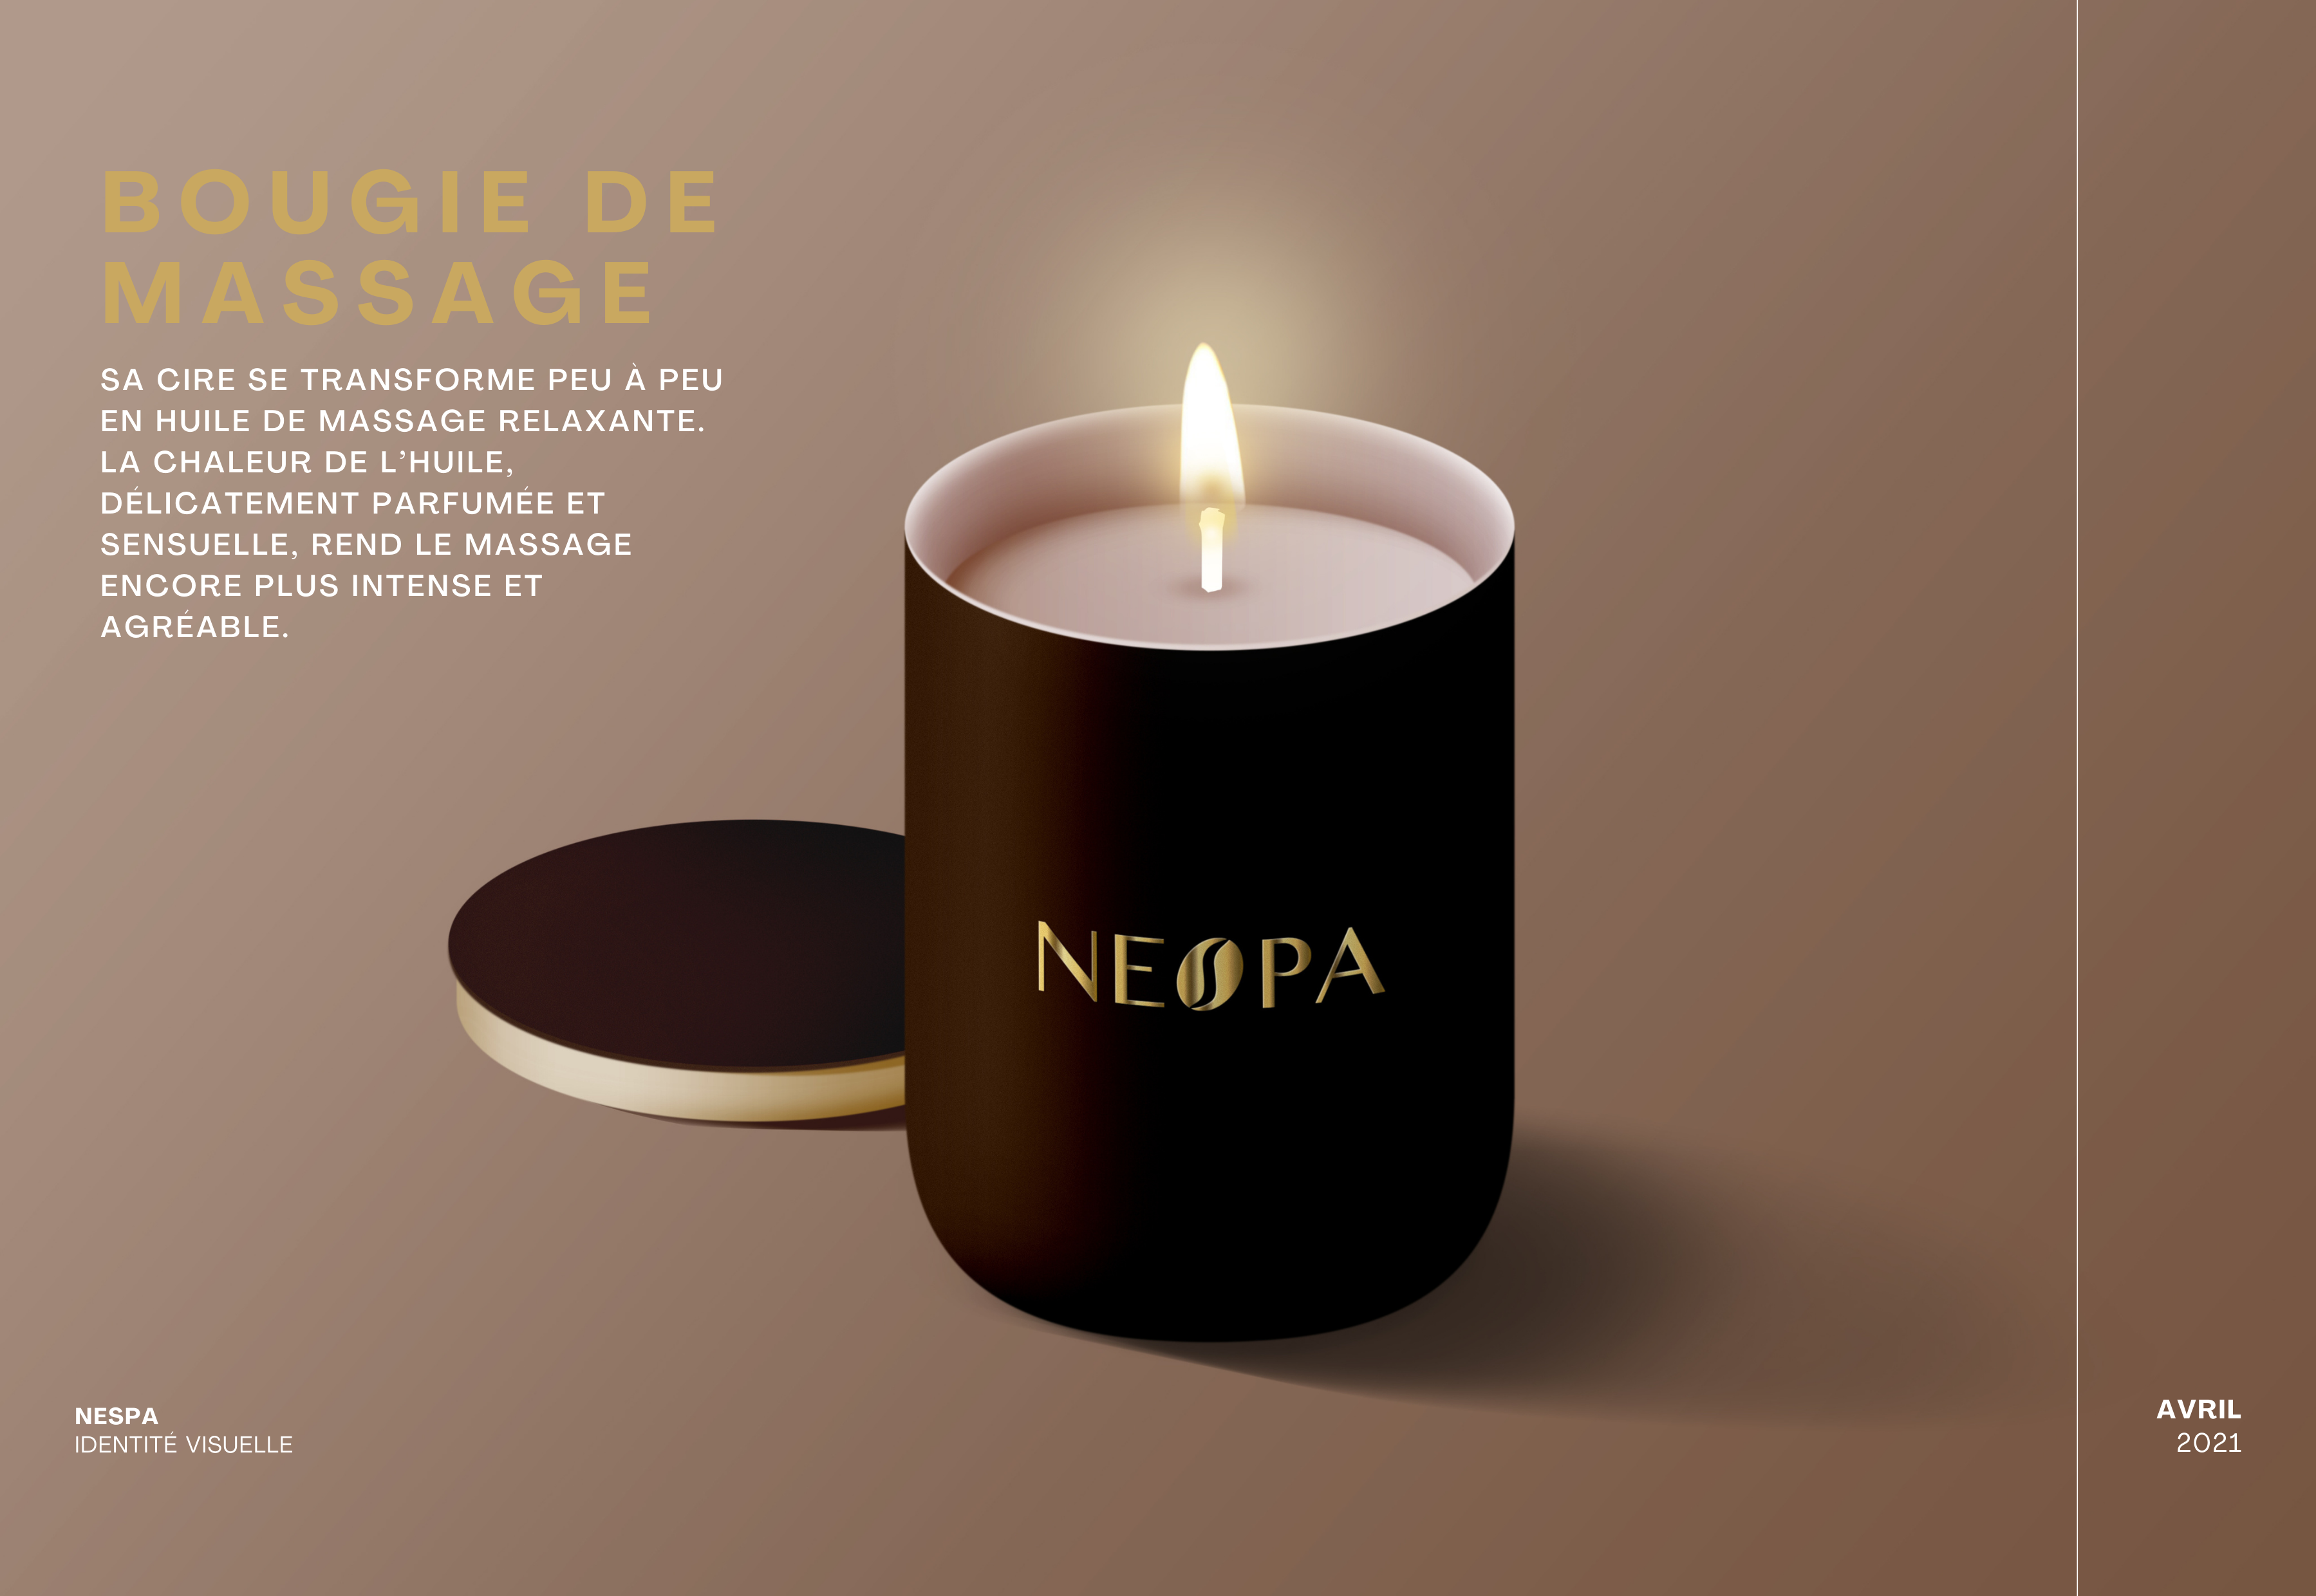 BOUGIE DE
MASSAGE
SA CIRE SE TRANSFORME PEU À PEU
EN HUILE DE MASSAGE RELAXANTE.
LA CHALEUR DE L’HUILE,
DÉLICATEMENT PARFUMÉE ET
SENSUELLE, REND LE MASSAGE
ENCORE PLUS INTENSE ET
AGRÉABLE.
NESPA
NESPA
IDENTITÉ VISUELLE
AVRIL
2021